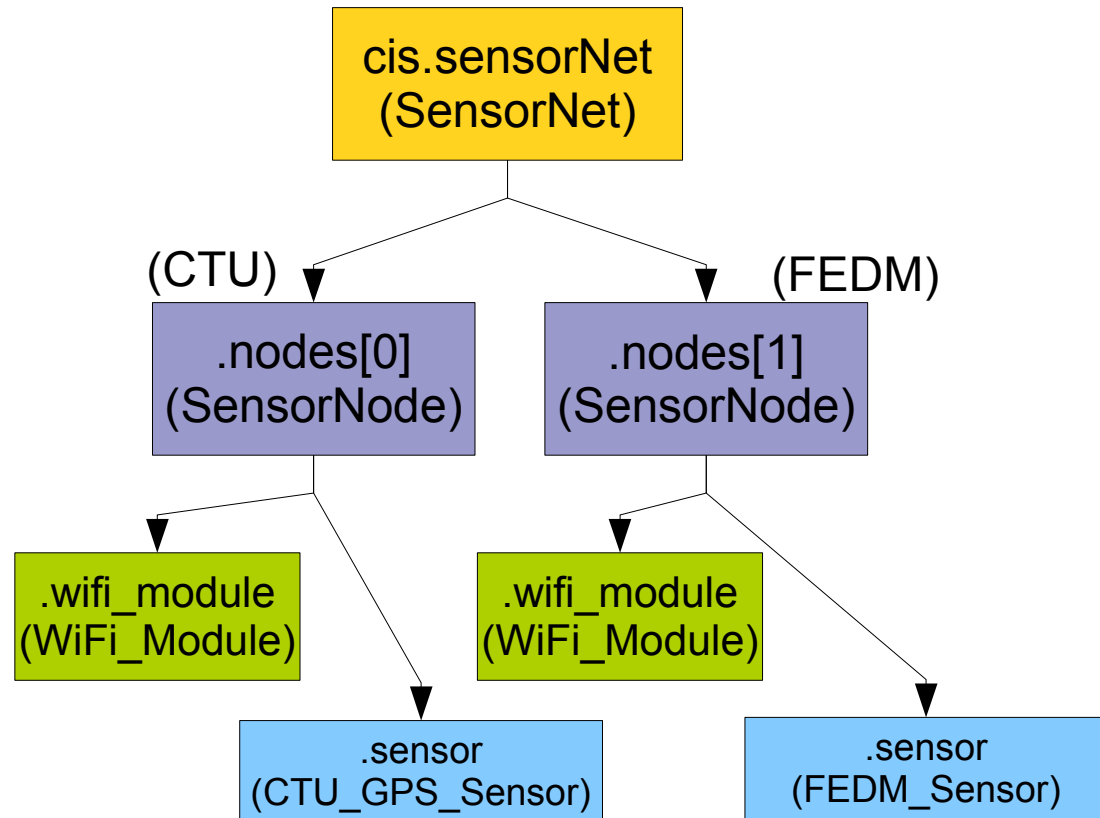 cis.sensorNet
(SensorNet)
(CTU)
(FEDM)
.nodes[0]
(SensorNode)
.nodes[1]
(SensorNode)
.wifi_module
(WiFi_Module)
.wifi_module
(WiFi_Module)
.sensor
(CTU_GPS_Sensor)
.sensor
(FEDM_Sensor)